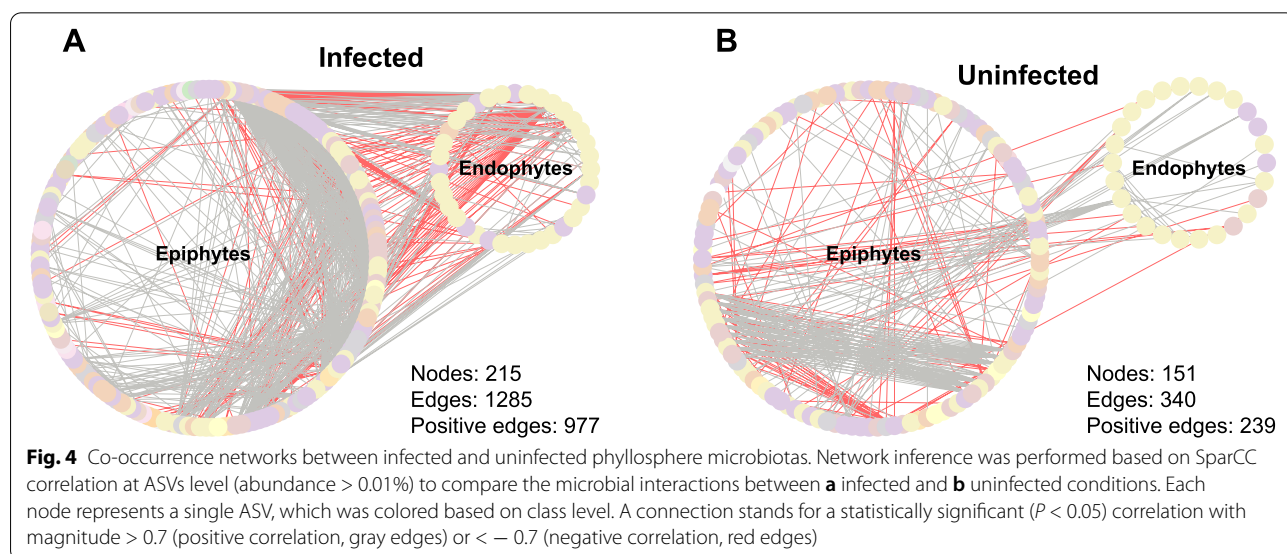 A
Infected
Epiphytes
Endophytes
Nodes: 215
Edges: 1285
Positive edges: 977
B
Uninfected
Epiphytes
Endophytes
Nodes: 151
Edges: 340
Positive edges: 239
Fig. 4 Co-occurrence networks between infected and uninfected phyllosphere microbiotas. Network inference was performed based on SparCC
correlation at ASVs level (abundance > 0.01%) to compare the microbial interactions between a infected and b uninfected conditions. Each
node represents a single ASV, which was colored based on class level. A connection stands for a statistically significant (P < 0.05) correlation with
magnitude > 0.7 (positive correlation, gray edges) or < − 0.7 (negative correlation, red edges)